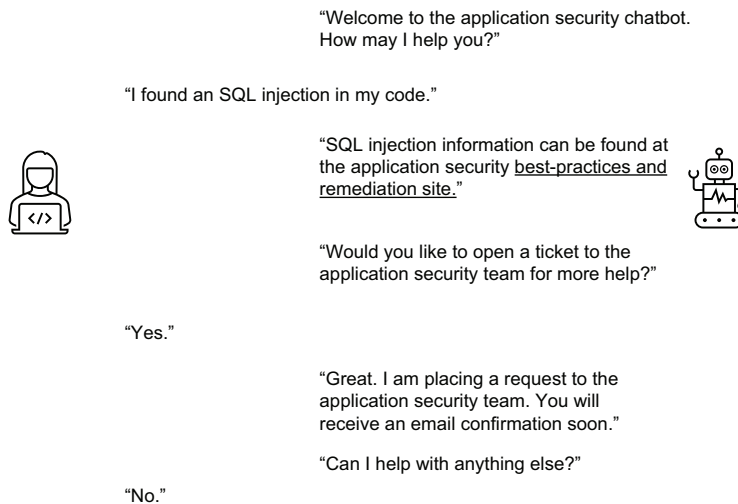 “Welcome to the application security chatbot.
How may I help you?”
“I found an SQL injection in my code.”
“SQL injection information can be found at
the application security best-practices and
remediation site.”
</>
“Would you like to open a ticket to the
application security team for more help?”
“Yes.”
“Great. I am placing a request to the
application security team. You will
receive an email confirmation soon.”
“Can I help with anything else?”
“No.”